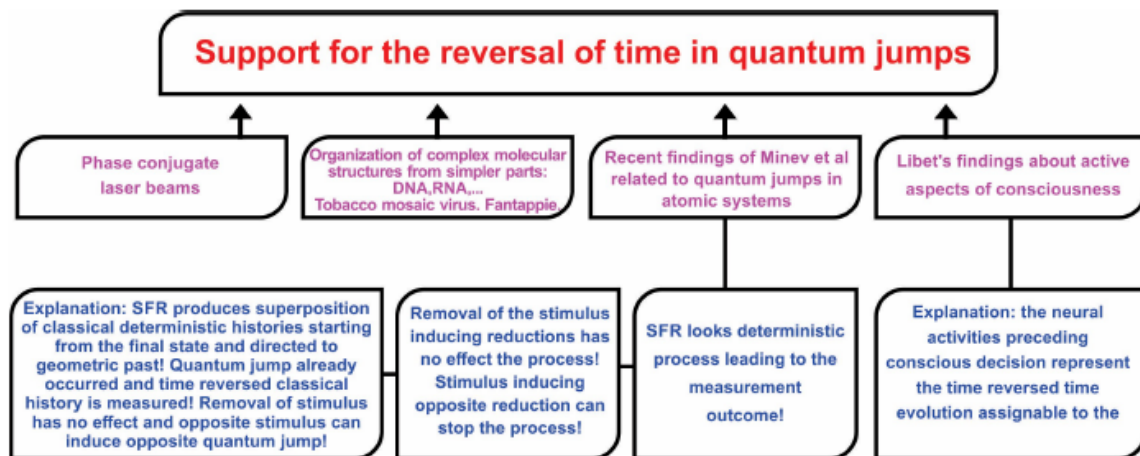 Support for the reversal of time in quantum jumps
Phase conjugate
laser beams
Organization of complex molecular
structures from simpler parts:
DNA,RNA,...
Tobacco mosaic virus. Fantappie.
Recent findings of Minev et al
related to quantum jumps in
atomic systems
Libet's findings about active
aspects of consciousness
Explanation: SFR produces superposition
of classical deterministic histories starting
from the final state and directed to
geometric past! Quantum jump already
occurred and time reversed classical
history is measured! Removal of stimulus
has no effect and opposite stimulus can
induce opposite quantum jump!
Removal of the stimulus
inducing reductions has
no effect the process!
Stimulus inducing
opposite reduction can
stop the process!
SFR looks deterministic
process leading to the
measurement
outcome!
Explanation: the neural
activities preceding
conscious decision represent
the time reversed time
evolution assignable to the